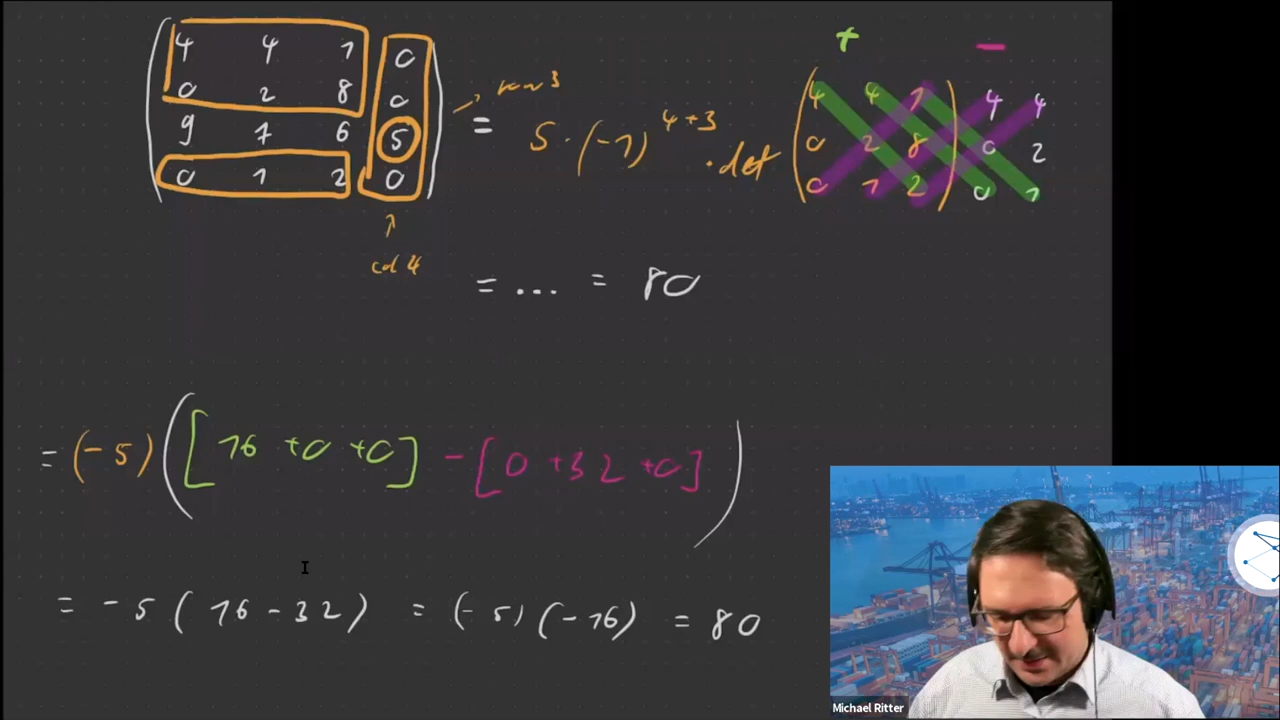 + −
4 4 1 0
0 2 8 0
9 7 6 5
0 1 2 0
row 3
col 4
= 5 · (-1)^{4+3} · det
4 4 1 4 4
0 2 8 0 2
0 1 2 0 1
= ... = 80
= (-5) ([16 +0 +0] - [0 +32 +0])
= -5 (16 - 32) = (-5) (-16) = 80
Michael Ritter